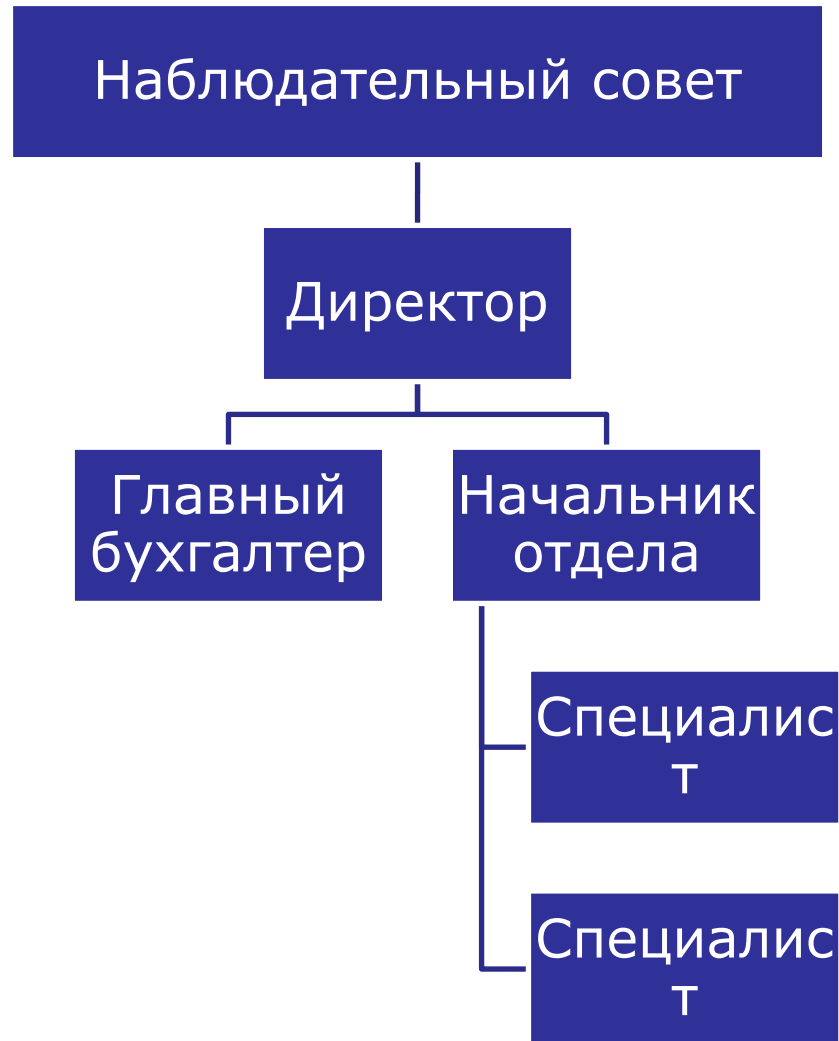 Наблюдательный совет
Директор
Главный
бухгалтер
Начальник
отдела
Специалис
т
Специалис
т